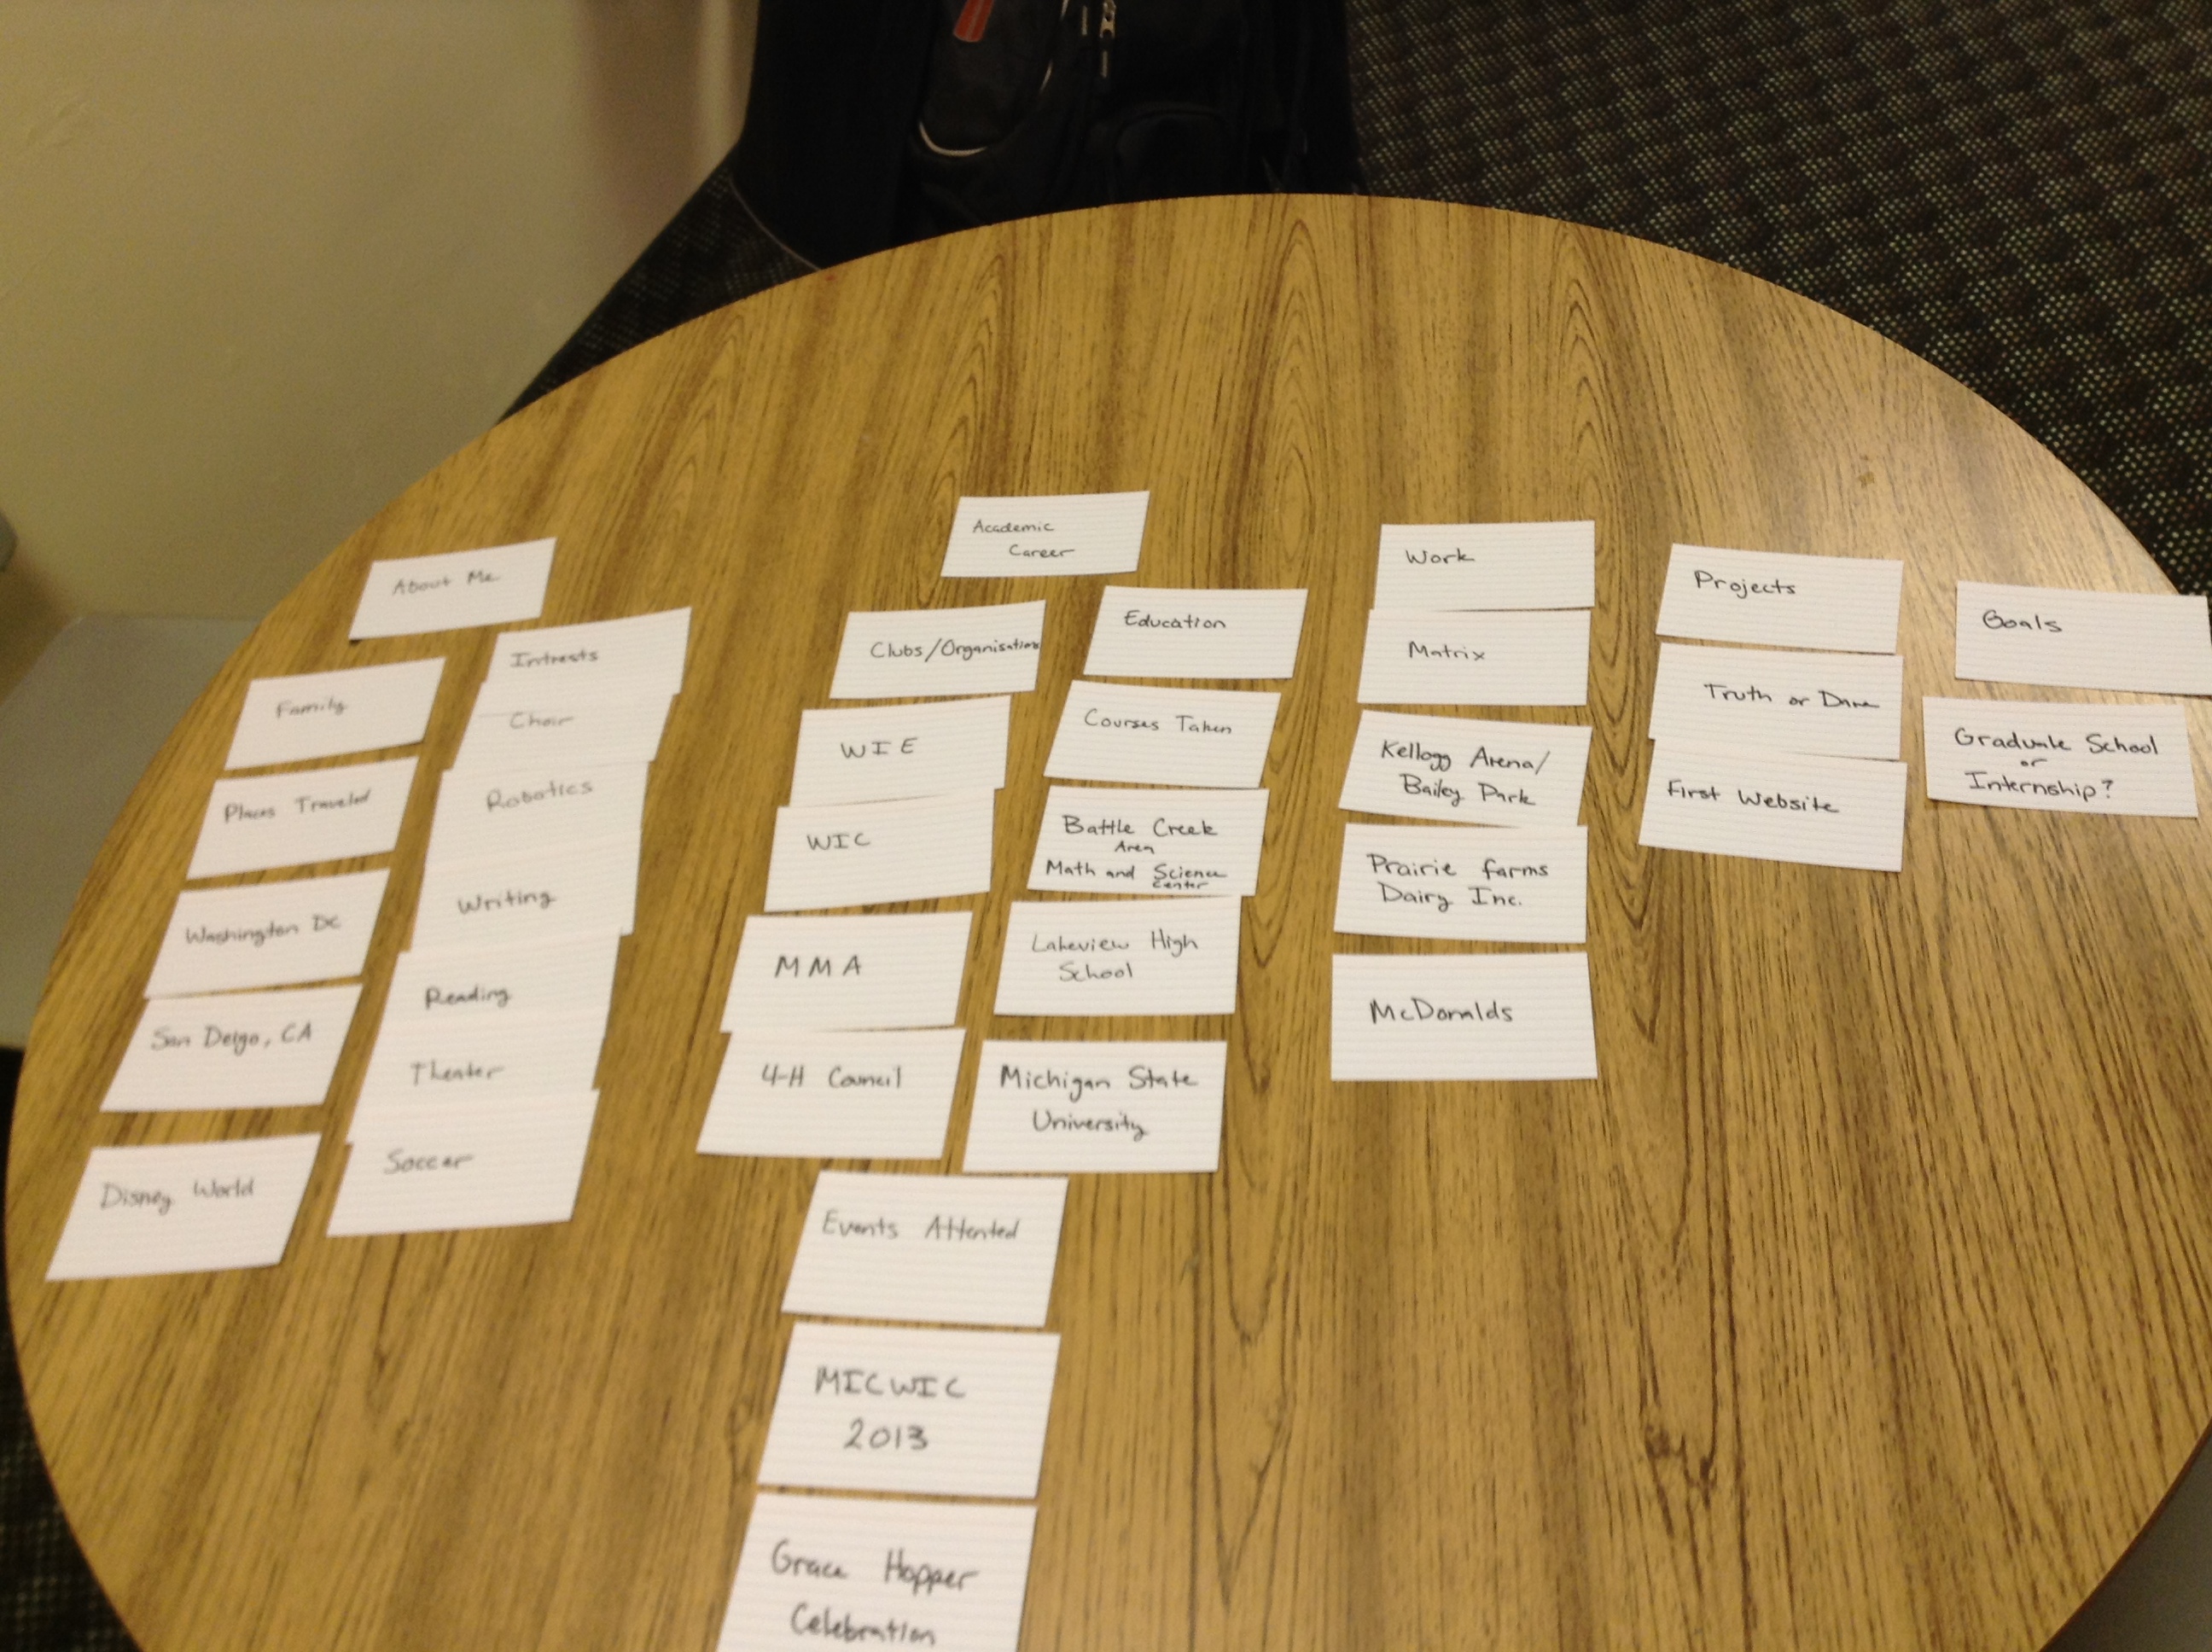 About Me
Family
Places Traveled
Washington DC
San Deigo, CA
Disney World
Intrests
Choir
Robotics
Writing
Reading
Theater
Soccer
Academic
Career
Clubs/Organisations
WIE
WIC
MMA
4-H Council
Education
Courses Taken
Battle Creek
Area
Math and Science
Center
Lakeview High
School
Michigan State
University
Events Attented
MICWIC
2013
Grace Hopper
Celebration
Work
Matrix
Kellogg Arena/
Bailey Park
Prairie farms
Dairy Inc.
McDonalds
Projects
Truth or Dare
First Website
Goals
Graduate School
or
Internship?